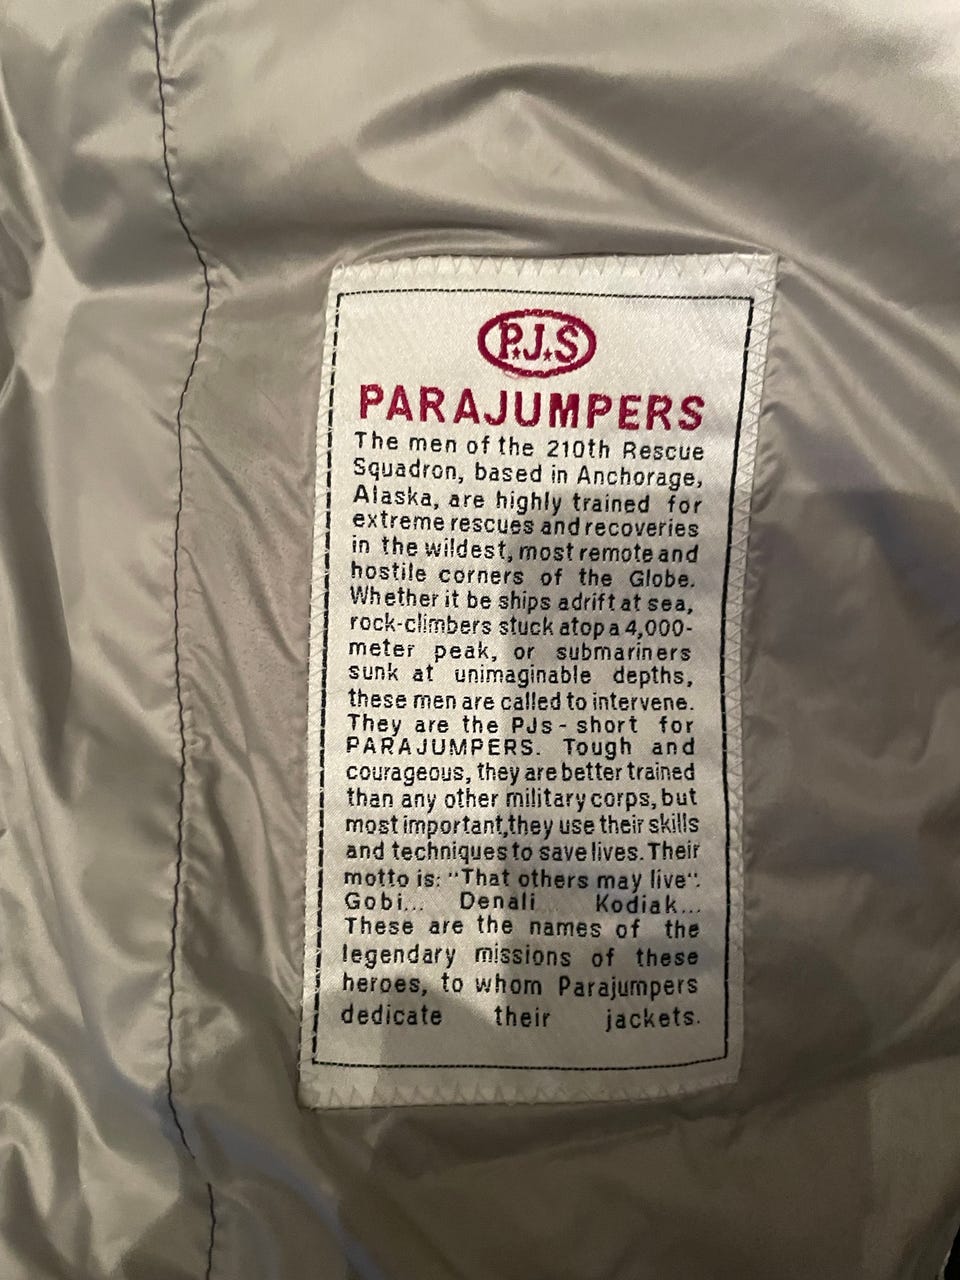 P.J.S
PARAJUMPERS
The men of the 210th Rescue
Squadron, based in Anchorage,
Alaska, are highly trained for
extreme rescues and recoveries
in the wildest, most remote and
hostile corners of the Globe.
Whether it be ships adrift at sea,
rock-climbers stuck atop a 4,000-
meter peak, or submariners
sunk at unimaginable depths,
these men are called to intervene.
They are the PJs - short for
PARAJUMPERS. Tough and
courageous, they are better trained
than any other military corps, but
most important,they use their skills
and techniques to save lives. Their
motto is: "That others may live".
Gobi... Denali... Kodiak...
These are the names of the
legendary missions of these
heroes, to whom Parajumpers
dedicate their jackets.